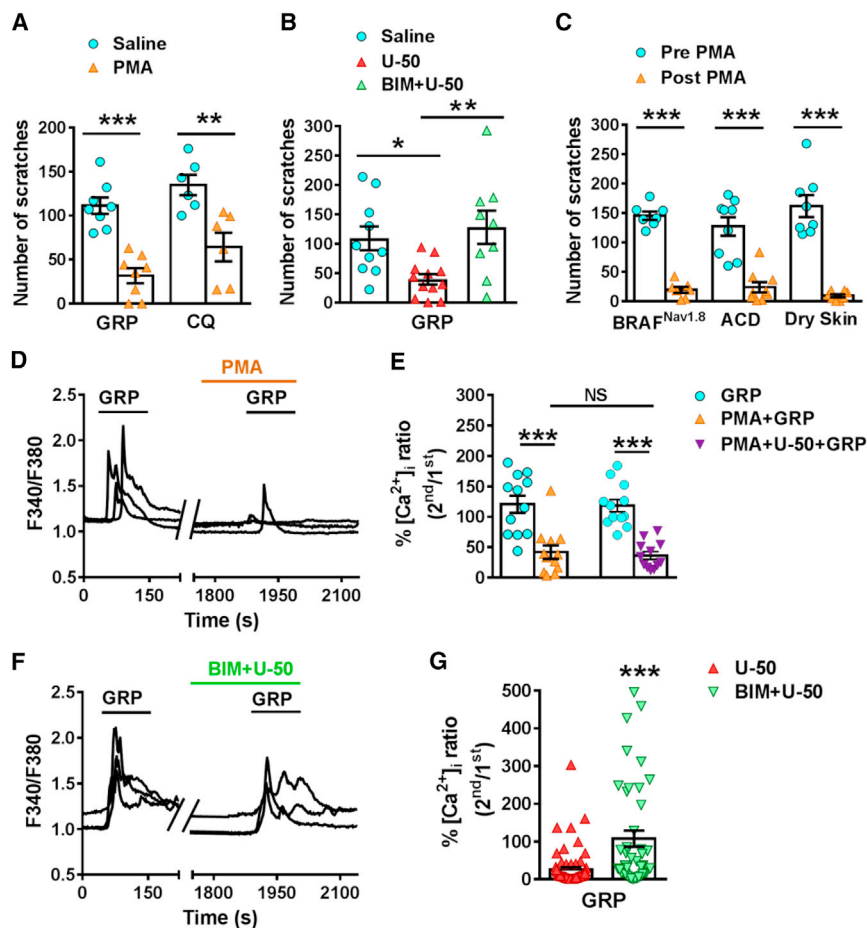 A
Saline
PMA
Number of scratches
200
150
100
50
0
***
**
GRP
CQ
B
Saline
U-50
BIM+U-50
Number of scratches
300
250
200
150
100
50
0
*
**
GRP
C
Pre PMA
Post PMA
Number of scratches
300
250
200
150
100
50
0
***
***
***
BRAF^Nav1.8
ACD
Dry Skin
D
PMA
GRP
GRP
F340/F380
2.5
2.0
1.5
1.0
0.5
0
150
1800
1950
2100
Time (s)
E
GRP
PMA+GRP
PMA+U-50+GRP
% [Ca2+]i ratio
(2nd/1st)
300
250
200
150
100
50
0
NS
***
***
F
BIM+U-50
GRP
GRP
F340/F380
2.5
2.0
1.5
1.0
0.5
0
150
1800
1950
2100
Time (s)
G
U-50
BIM+U-50
% [Ca2+]i ratio
(2nd/1st)
500
400
300
200
100
0
***
GRP